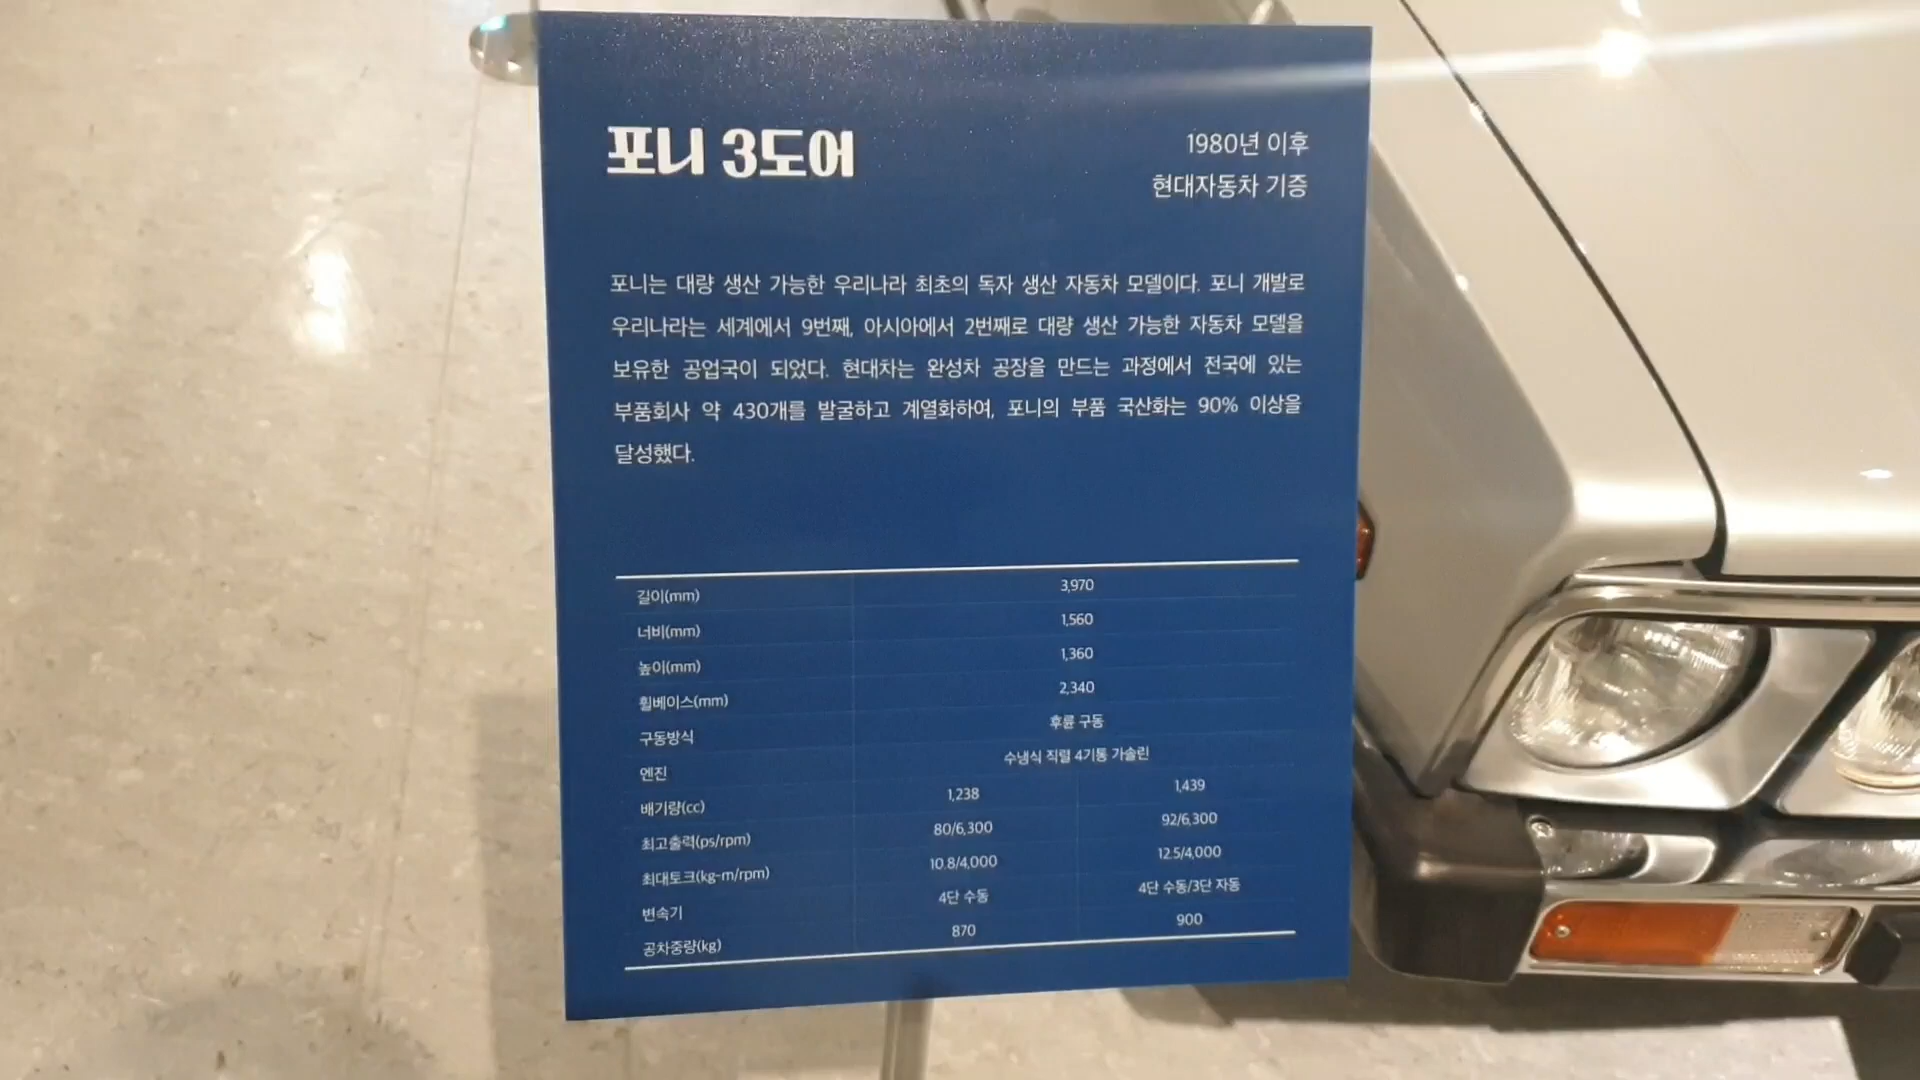 포니 3도어
1980년 이후
현대자동차 기증
포니는 대량 생산 가능한 우리나라 최초의 독자 생산 자동차 모델이다. 포니 개발로
우리나라는 세계에서 9번째, 아시아에서 2번째로 대량 생산 가능한 자동차 모델을
보유한 공업국이 되었다. 현대차는 완성차 공장을 만드는 과정에서 전국에 있는
부품회사 약 430개를 발굴하고 계열화하여, 포니의 부품 국산화는 90% 이상을
달성했다.
길이(mm) 3,970
너비(mm) 1,560
높이(mm) 1,360
휠베이스(mm) 2,340
구동방식 후륜 구동
엔진 수냉식 직렬 4기통 가솔린
배기량(cc) 1,238 1,439
최고출력(ps/rpm) 80/6,300 92/6,300
최대토크(kg-m/rpm) 10.8/4,000 12.5/4,000
변속기 4단 수동 4단 수동/3단 자동
공차중량(kg) 870 900